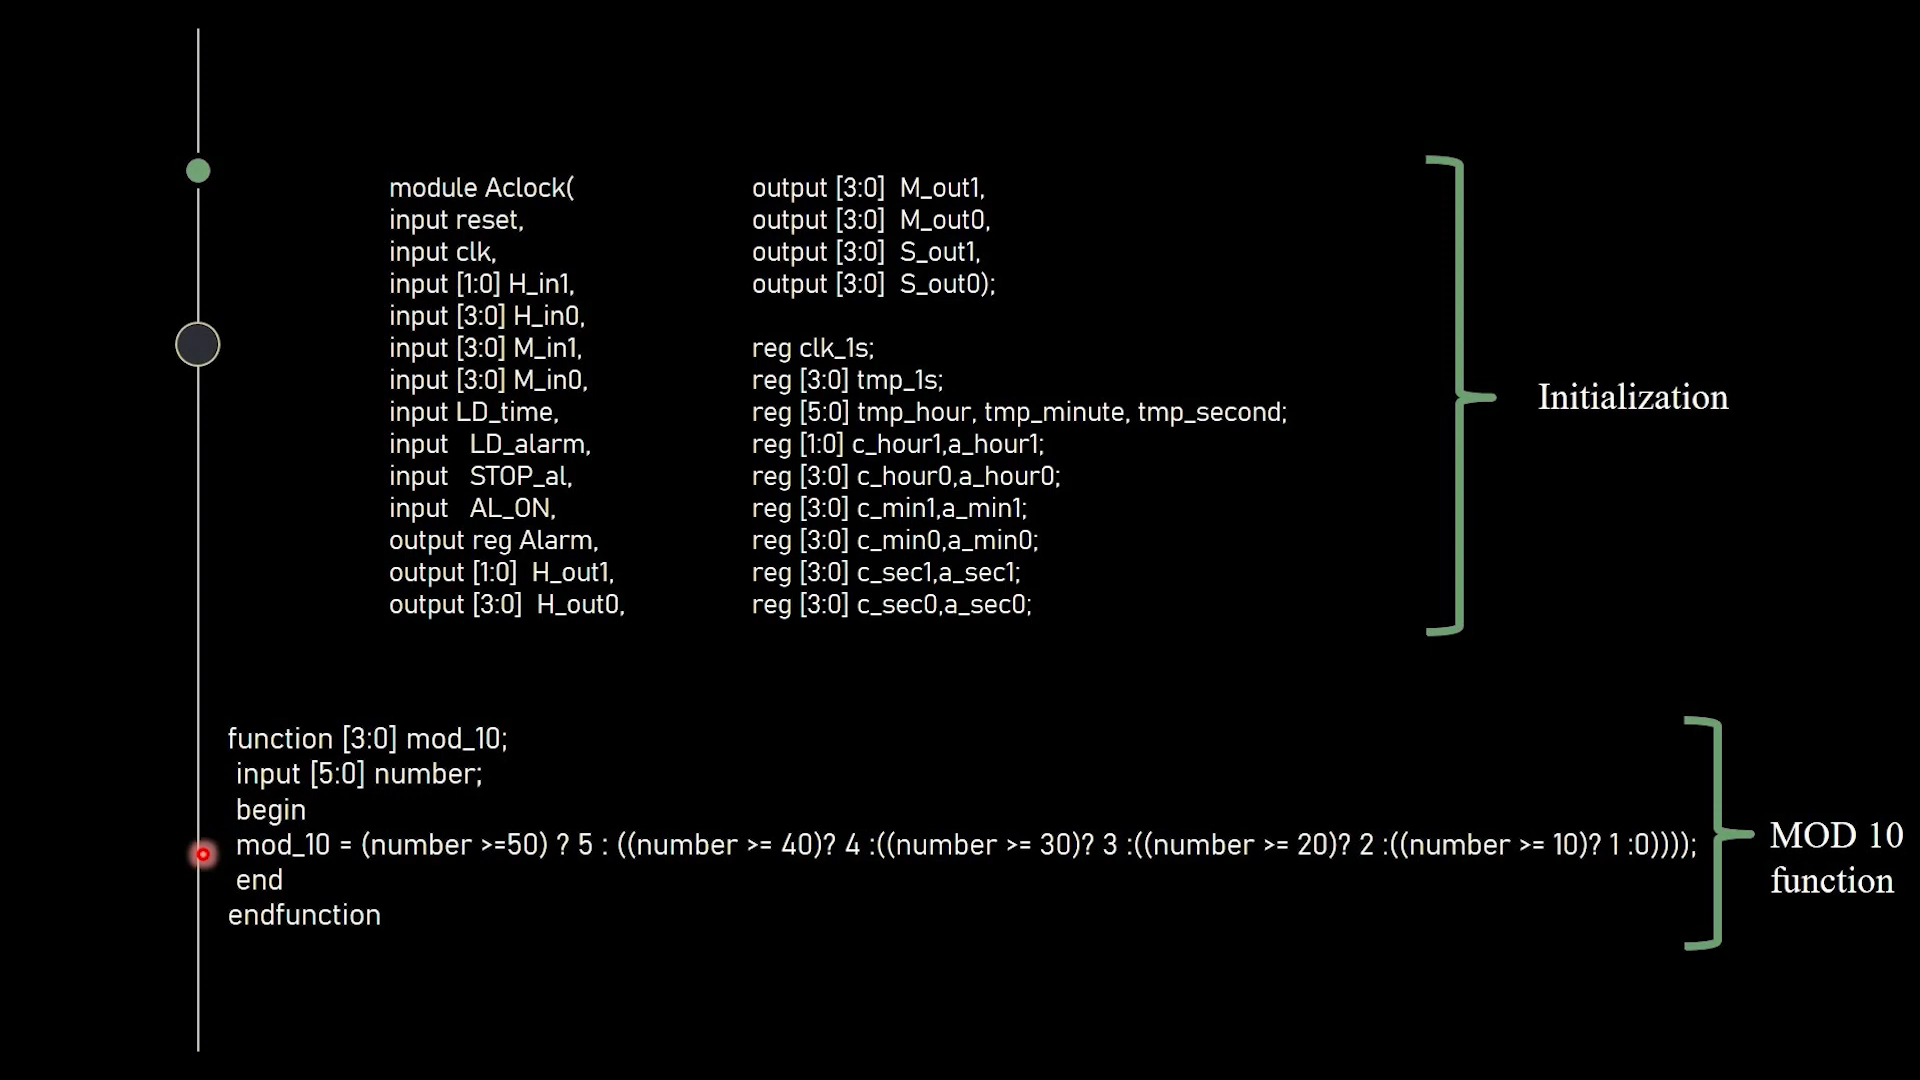 module Aclock(
input reset,
input clk,
input [1:0] H_in1,
input [3:0] H_in0,
input [3:0] M_in1,
input [3:0] M_in0,
input LD_time,
input   LD_alarm,
input   STOP_al,
input   AL_ON,
output reg Alarm,
output [1:0]  H_out1,
output [3:0]  H_out0,
output [3:0]  M_out1,
output [3:0]  M_out0,
output [3:0]  S_out1,
output [3:0]  S_out0);
reg clk_1s;
reg [3:0] tmp_1s;
reg [5:0] tmp_hour, tmp_minute, tmp_second;
reg [1:0] c_hour1,a_hour1;
reg [3:0] c_hour0,a_hour0;
reg [3:0] c_min1,a_min1;
reg [3:0] c_min0,a_min0;
reg [3:0] c_sec1,a_sec1;
reg [3:0] c_sec0,a_sec0;
Initialization
function [3:0] mod_10;
input [5:0] number;
begin
mod_10 = (number >=50) ? 5 : ((number >= 40)? 4 :((number >= 30)? 3 :((number >= 20)? 2 :((number >= 10)? 1 :0))));
end
endfunction
MOD 10
function